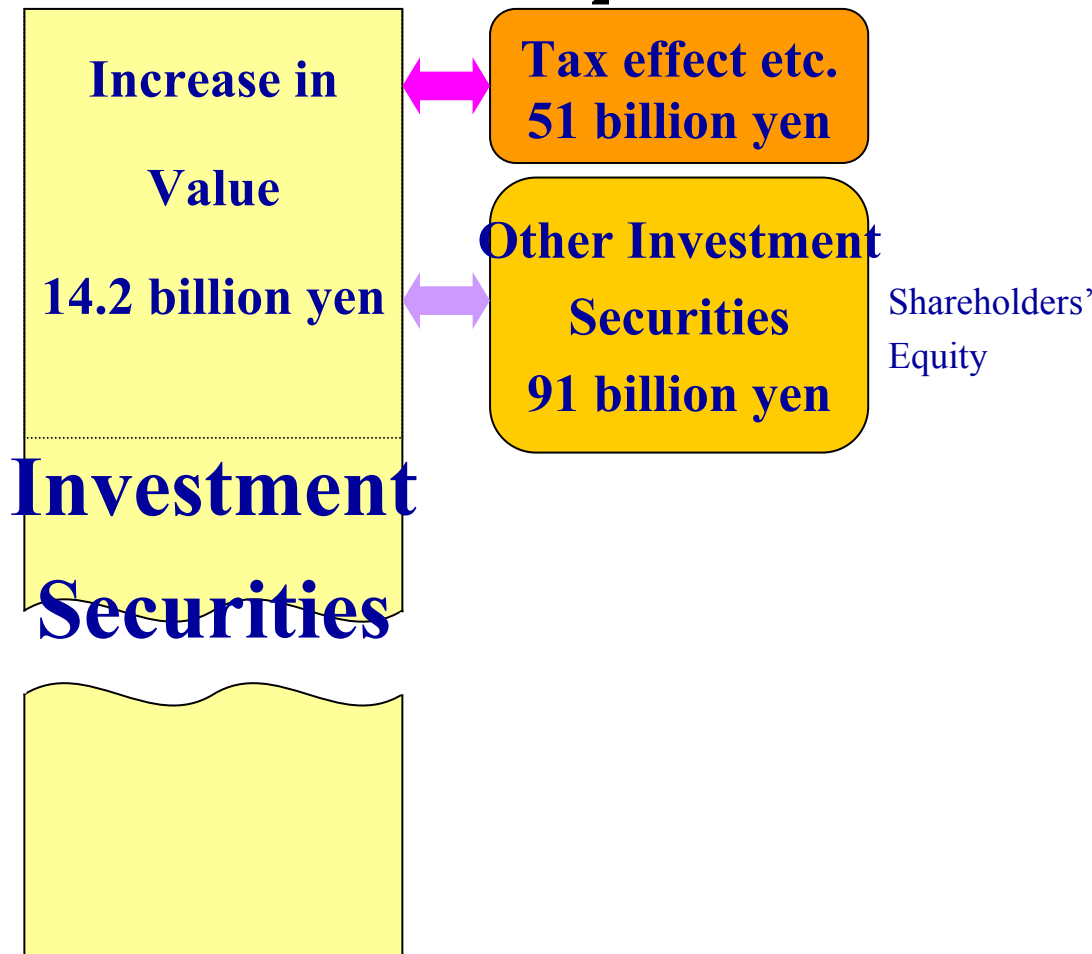 Increase in
Value
14.2 billion yen
Investment
Securities
Tax effect etc.
51 billion yen
Other Investment
Securities
91 billion yen
Shareholders’
Equity